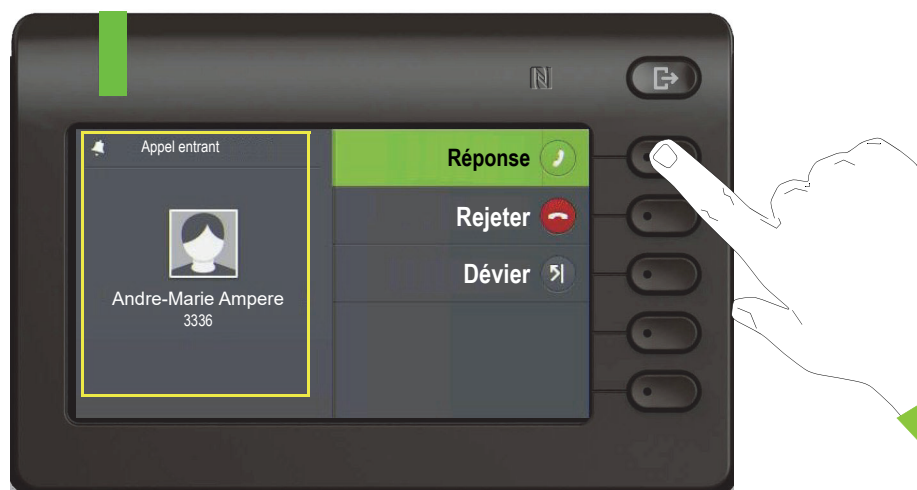 Appel entrant
Andre-Marie Ampere
3336
Réponse
Rejeter
Dévier